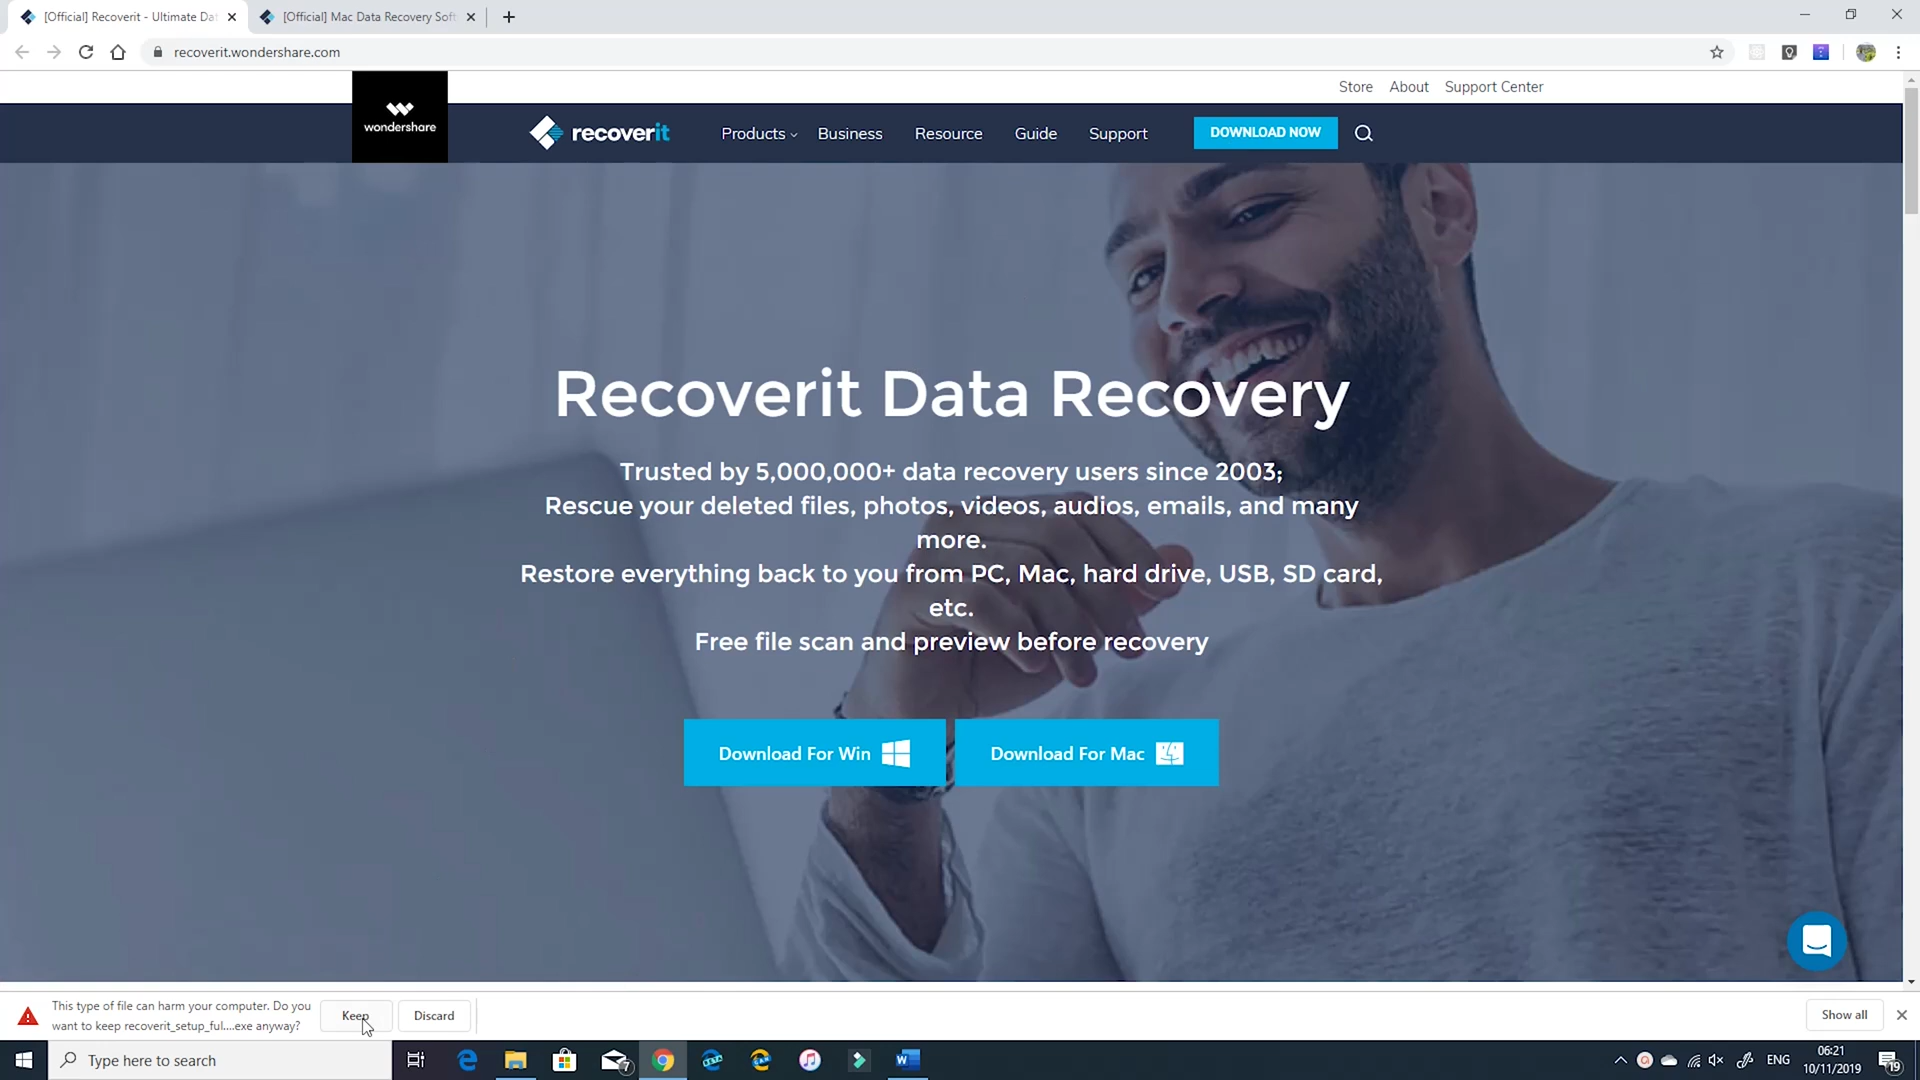 [Official] Recoverit - Ultimate Dat
[Official] Mac Data Recovery Soft
recoverit.wondershare.com
Store About Support Center
wondershare
recoverit
Products Business Resource Guide Support DOWNLOAD NOW
Recoverit Data Recovery
Trusted by 5,000,000+ data recovery users since 2003;
Rescue your deleted files, photos, videos, audios, emails, and many
more.
Restore everything back to you from PC, Mac, hard drive, USB, SD card,
etc.
Free file scan and preview before recovery
Download For Win
Download For Mac
This type of file can harm your computer. Do you
want to keep recoverit_setup_ful....exe anyway?
Keep
Discard
Show all
Type here to search
7
ENG
06:21
10/11/2019
19